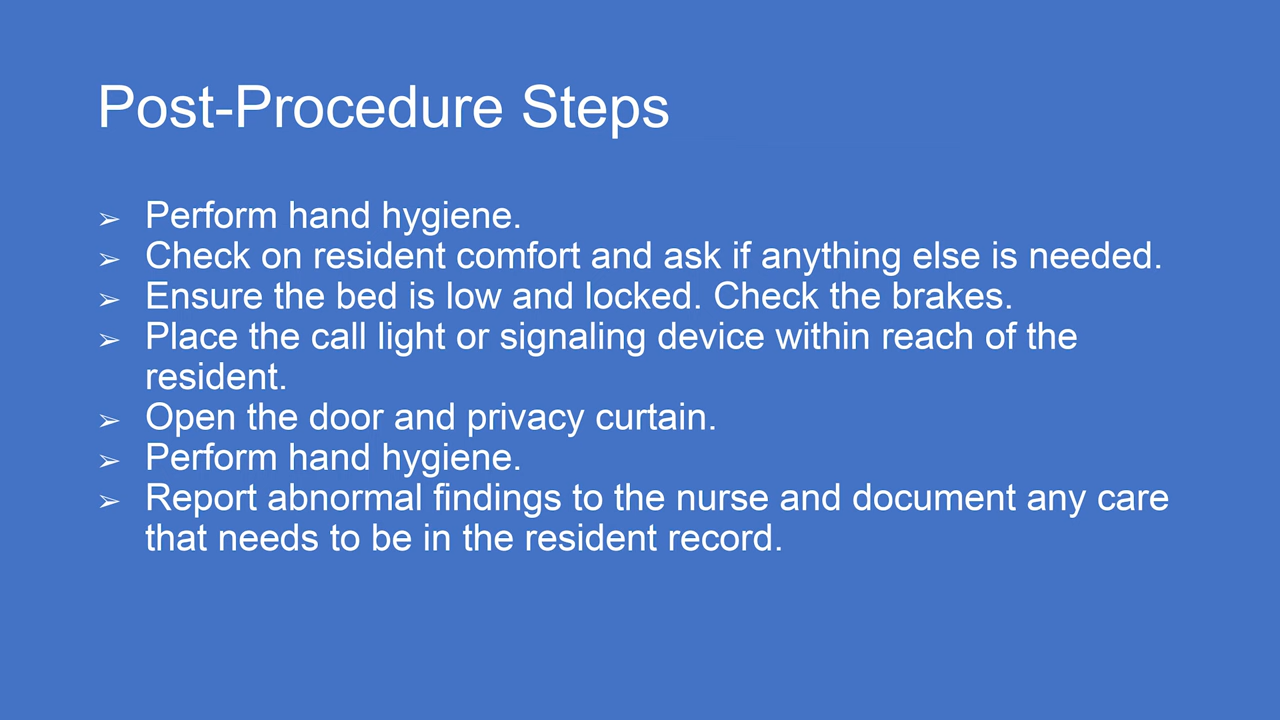 Post-Procedure Steps
➢ Perform hand hygiene.
➢ Check on resident comfort and ask if anything else is needed.
➢ Ensure the bed is low and locked. Check the brakes.
➢ Place the call light or signaling device within reach of the
resident.
➢ Open the door and privacy curtain.
➢ Perform hand hygiene.
➢ Report abnormal findings to the nurse and document any care
that needs to be in the resident record.